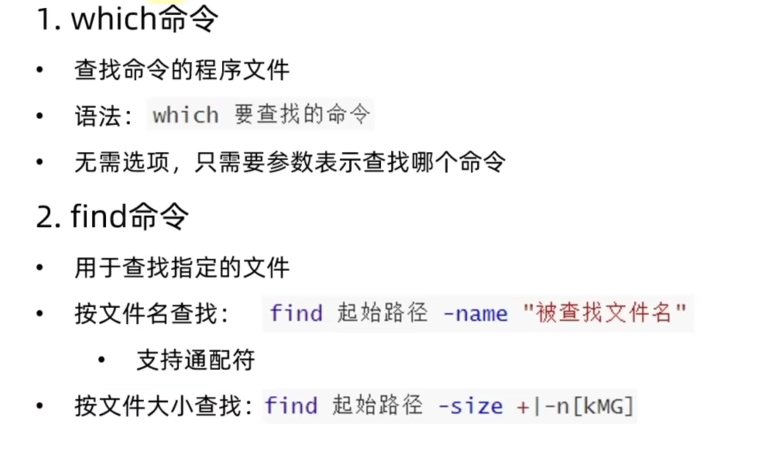 1. which命令
• 查找命令的程序文件
• 语法： which 要查找的命令
• 无需选项，只需要参数表示查找哪个命令
2. find命令
• 用于查找指定的文件
• 按文件名查找： find 起始路径 -name "被查找文件名"
• 支持通配符
• 按文件大小查找：find 起始路径 -size +|-n[kMG]